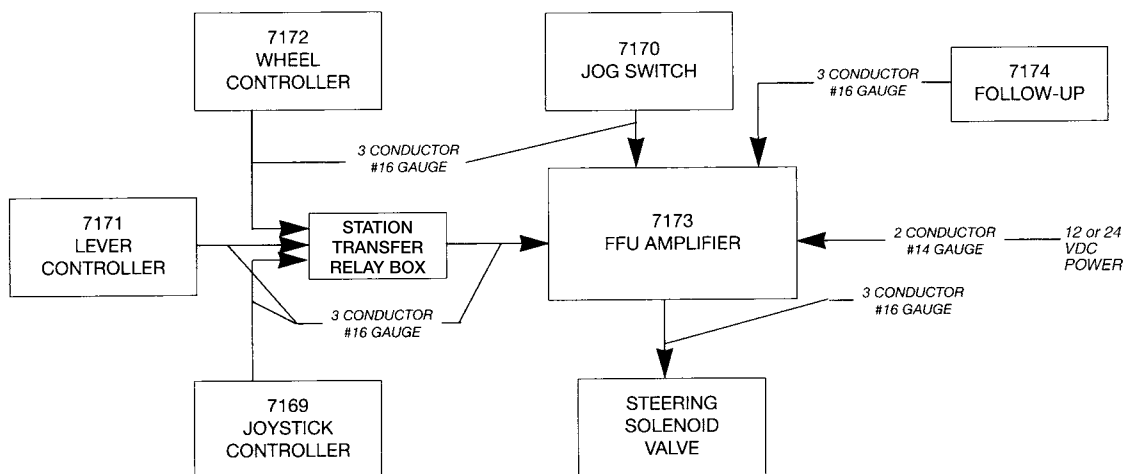 7172
WHEEL
CONTROLLER
7170
JOG SWITCH
3 CONDUCTOR
#16 GAUGE
7174
FOLLOW-UP
3 CONDUCTOR
#16 GAUGE
7171
LEVER
CONTROLLER
STATION
TRANSFER
RELAY BOX
7173
FFU AMPLIFIER
2 CONDUCTOR
#14 GAUGE
12 or 24
VDC
POWER
3 CONDUCTOR
#16 GAUGE
3 CONDUCTOR
#16 GAUGE
7169
JOYSTICK
CONTROLLER
STEERING
SOLENOID
VALVE